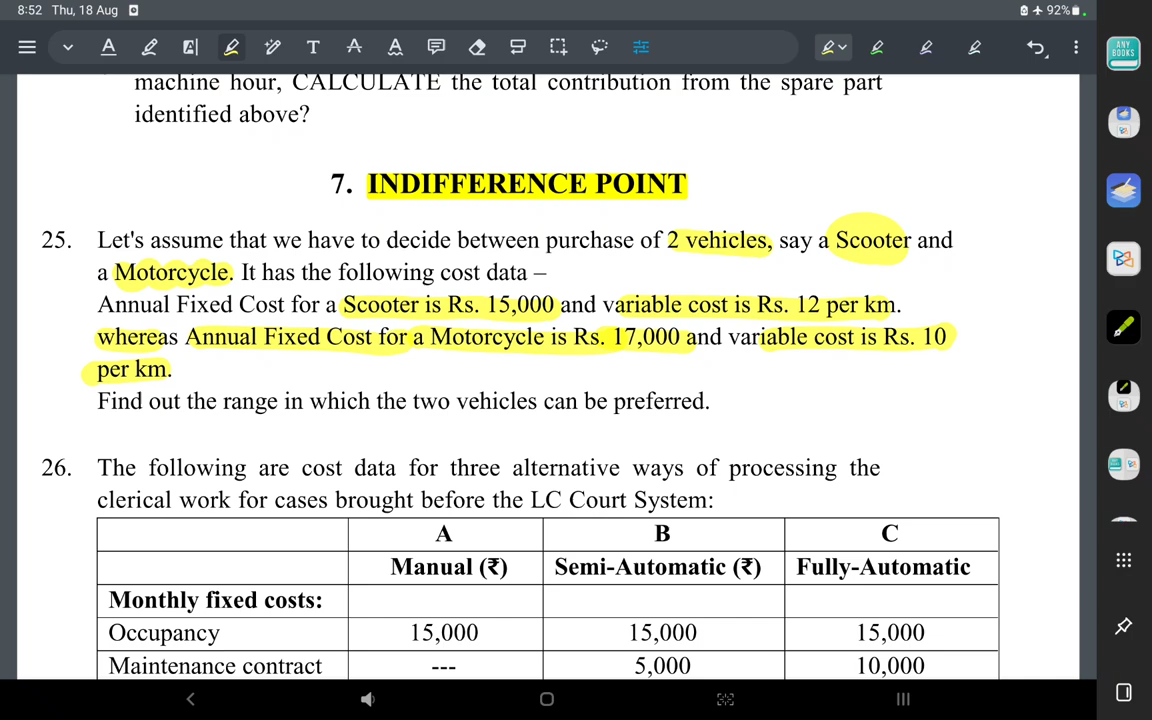 8:52 Thu, 18 Aug
92%
machine hour, CALCULATE the total contribution from the spare part
identified above?
7. INDIFFERENCE POINT
25. Let's assume that we have to decide between purchase of 2 vehicles, say a Scooter and
a Motorcycle. It has the following cost data –
Annual Fixed Cost for a Scooter is Rs. 15,000 and variable cost is Rs. 12 per km.
whereas Annual Fixed Cost for a Motorcycle is Rs. 17,000 and variable cost is Rs. 10
per km.
Find out the range in which the two vehicles can be preferred.
26. The following are cost data for three alternative ways of processing the
clerical work for cases brought before the LC Court System:
A B C
Manual (₹) Semi-Automatic (₹) Fully-Automatic
Monthly fixed costs:
Occupancy 15,000 15,000 15,000
Maintenance contract --- 5,000 10,000
ANY
BOOKS